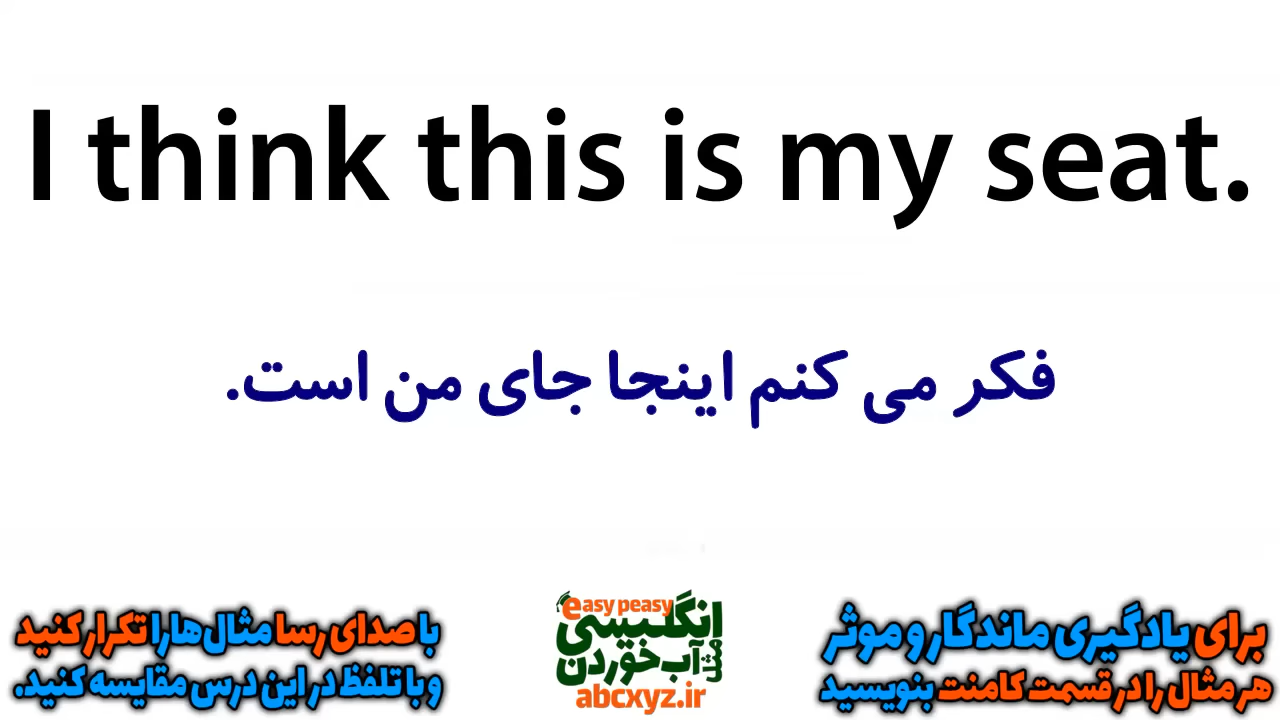 I think this is my seat.
فکر می کنم اینجا جای من است.
برای یادگیری ماندگار و موثر
هر مثال را در قسمت کامنت بنویسید
easy peasy
انگلیسی
مثل آب خوردن
abcxyz.ir
با صدای رسا مثال‌ها را تکرار کنید
و با تلفظ در این درس مقایسه کنید.